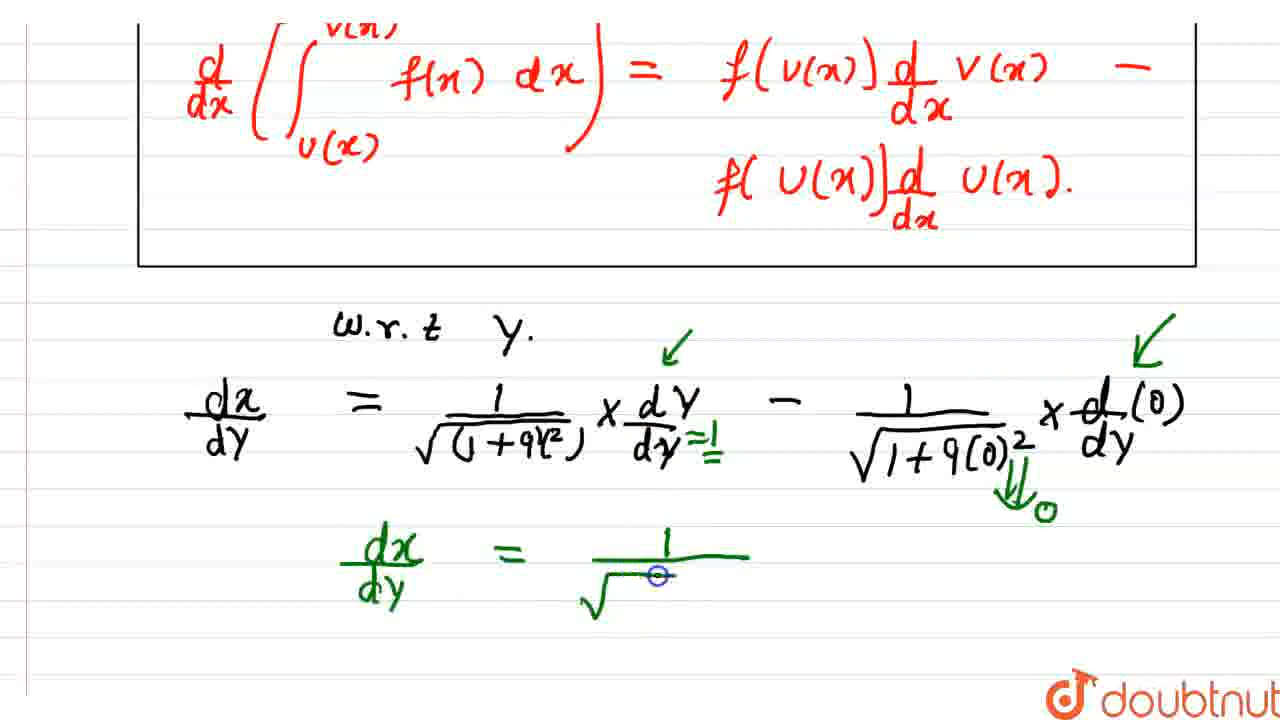 v(x)
d/dx ( ∫ f(x) dx ) = f(v(x)) d/dx v(x) −
u(x)
f(u(x)) d/dx u(x).
w.r.t y.
dx/dy = 1/√(1+9y²) × dy/dy =1 − 1/√1+9(0)² × d/dy (0)
0
dx/dy = 1/√
doubtnut